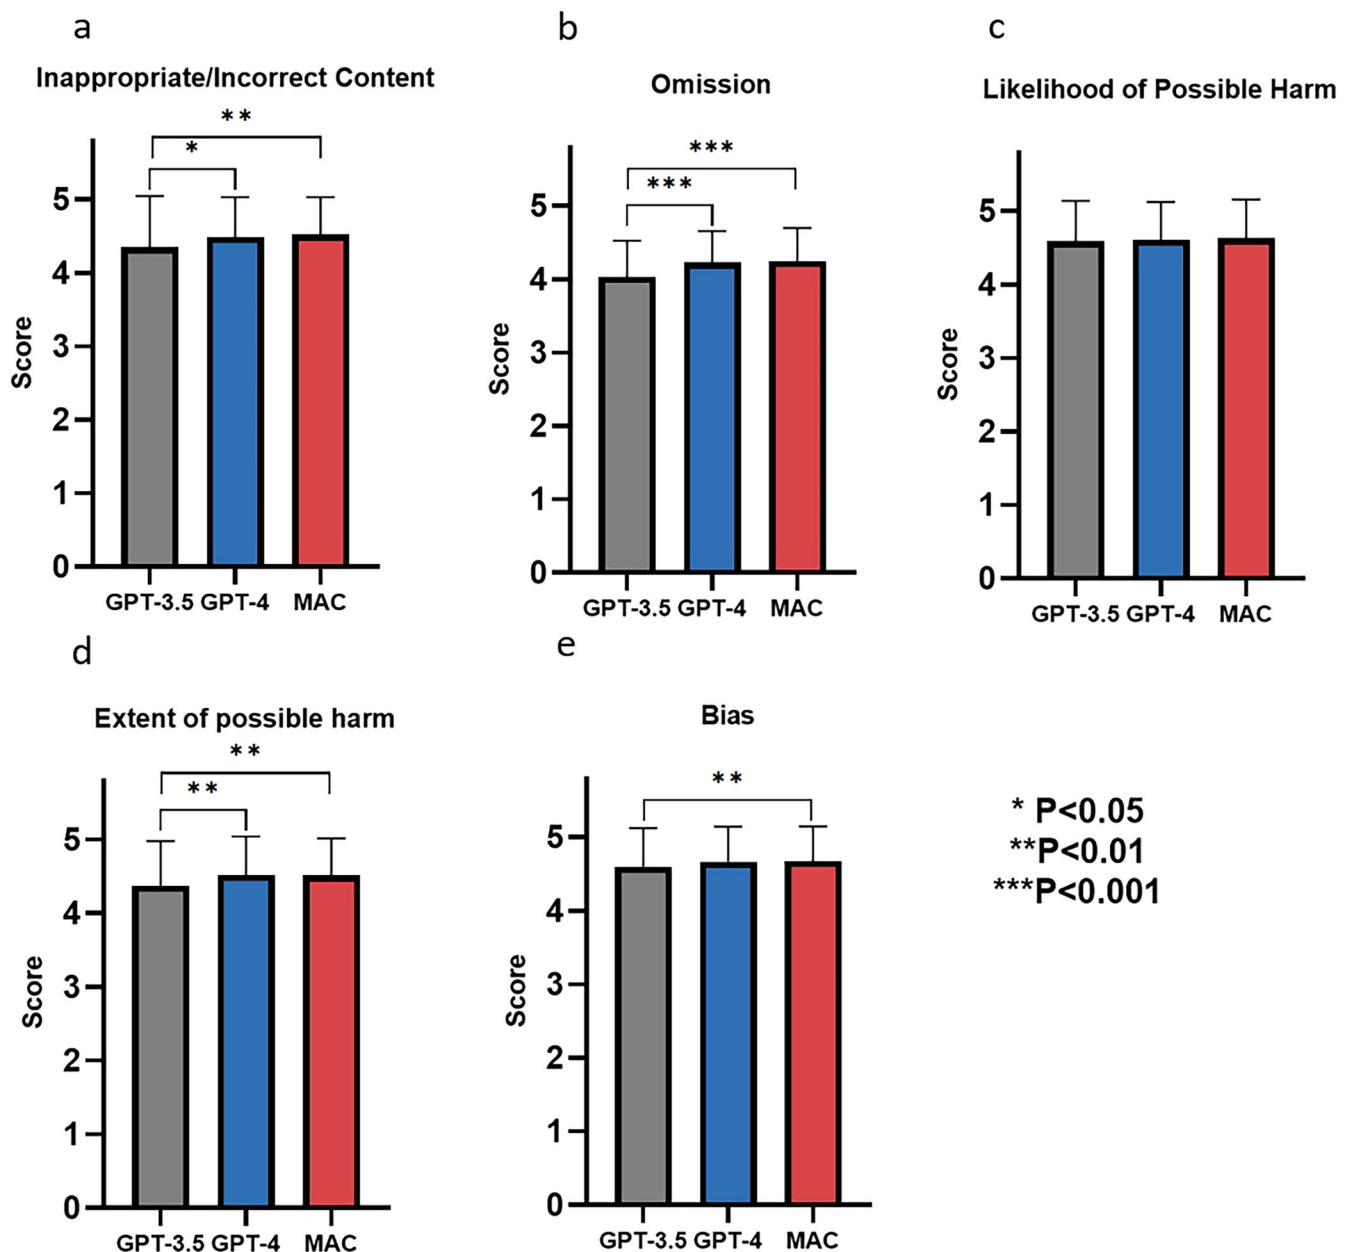 a
Inappropriate/Incorrect Content
**
*
Score
5
4
3
2
1
0
GPT-3.5 GPT-4 MAC
b
Omission
***
***
Score
5
4
3
2
1
0
GPT-3.5 GPT-4 MAC
c
Likelihood of Possible Harm
Score
5
4
3
2
1
0
GPT-3.5 GPT-4 MAC
d
Extent of possible harm
**
**
Score
5
4
3
2
1
0
GPT-3.5 GPT-4 MAC
e
Bias
**
Score
5
4
3
2
1
0
GPT-3.5 GPT-4 MAC
* P<0.05
**P<0.01
***P<0.001